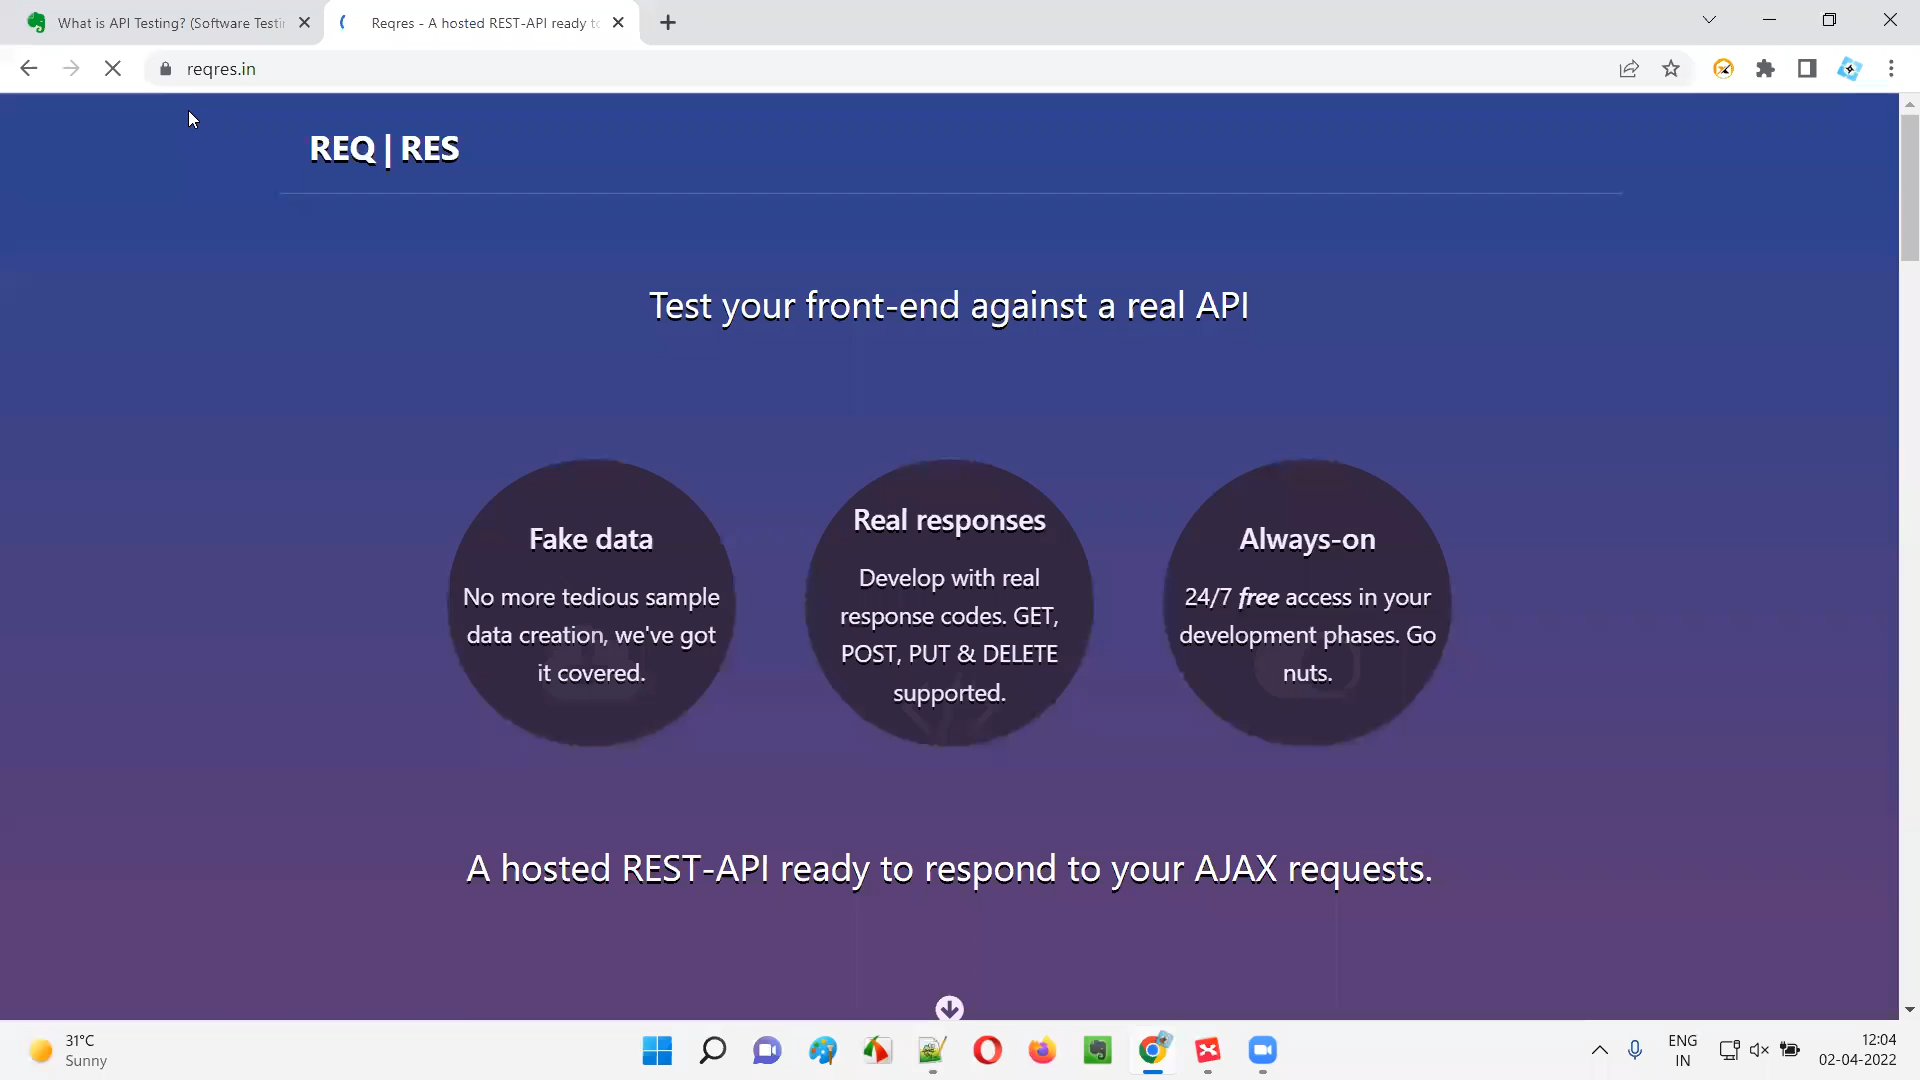 What is API Testing? (Software Testi
Reqres - A hosted REST-API ready to
reqres.in
REQ | RES
Test your front-end against a real API
Fake data
No more tedious sample
data creation, we've got
it covered.
Real responses
Develop with real
response codes. GET,
POST, PUT & DELETE
supported.
Always-on
24/7 free access in your
development phases. Go
nuts.
A hosted REST-API ready to respond to your AJAX requests.
31°C
Sunny
ENG
IN
12:04
02-04-2022